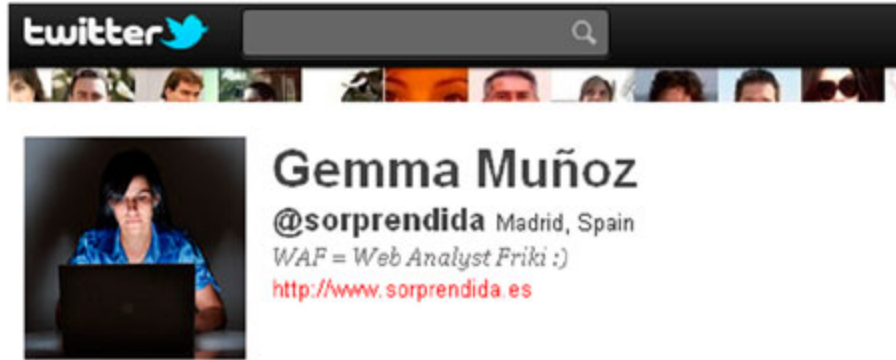 twitter
Gemma Muñoz
@sorprendida Madrid, Spain
WAF = Web Analyst Friki :)
http://www.sorprendida.es